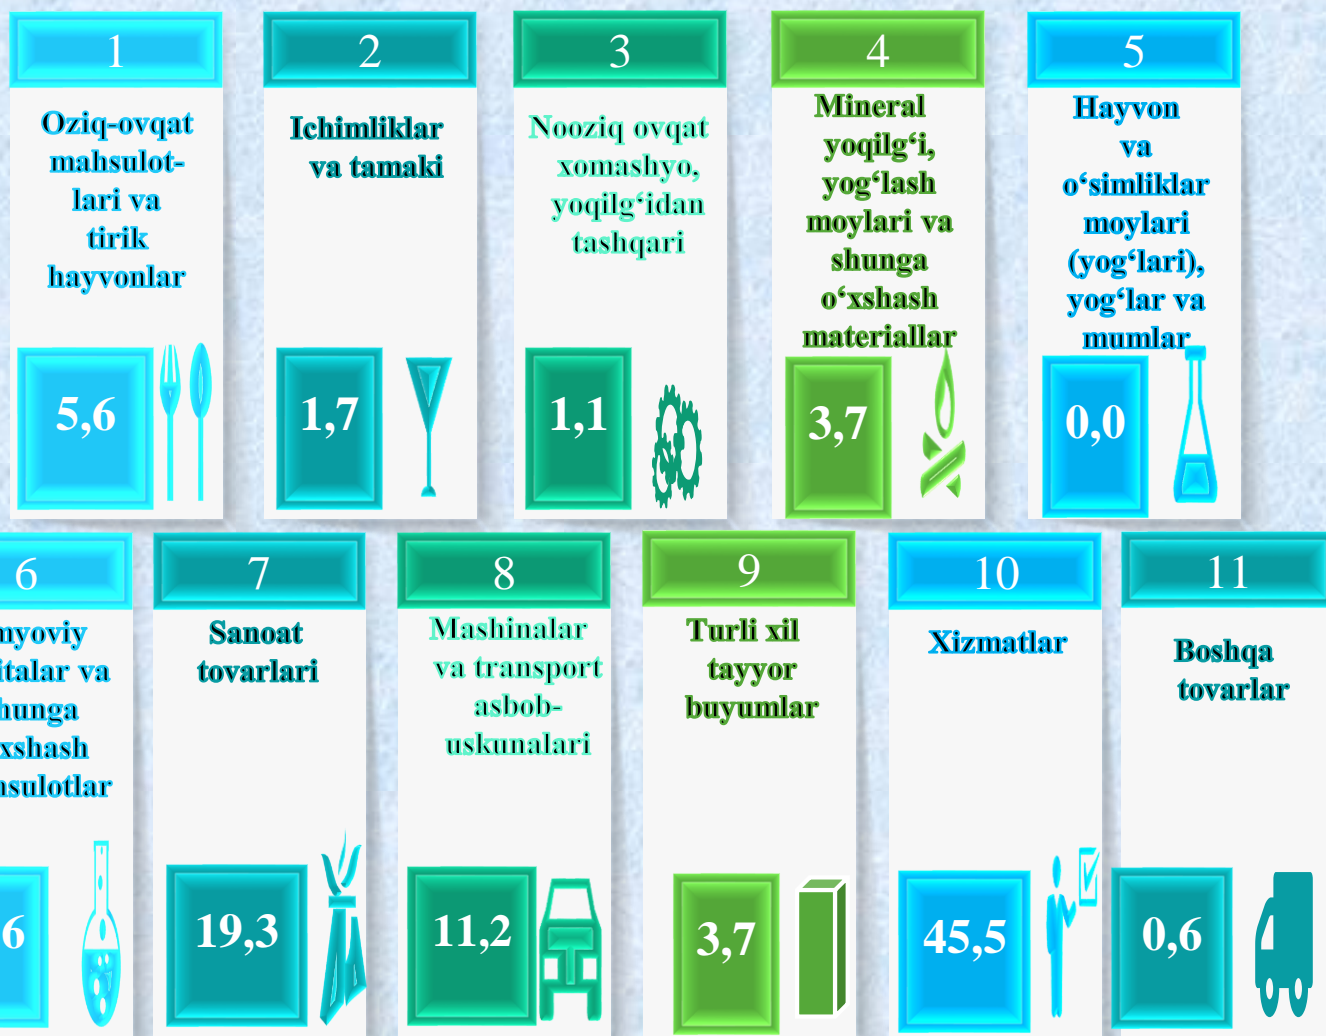 1
Oziq-ovqat
mahsulot-
lari va
tirik
hayvonlar
5,6
2
Ichimliklar
va tamaki
1,7
3
Nooziq ovqat
xomashyo,
yoqilg‘idan
tashqari
1,1
4
Mineral
yoqilg‘i,
yog‘lash
moylari va
shunga
o‘xshash
materiallar
3,7
5
Hayvon
va
o‘simliklar
moylari
(yog‘lari),
yog‘lar va
mumlar
0,0
6
va
7
Sanoat
tovarlari
19,3
8
Mashinalar
va transport
asbob-
uskunalari
11,2
9
Turli xil
tayyor
buyumlar
3,7
10
Xizmatlar
45,5
11
Boshqa
tovarlar
0,6